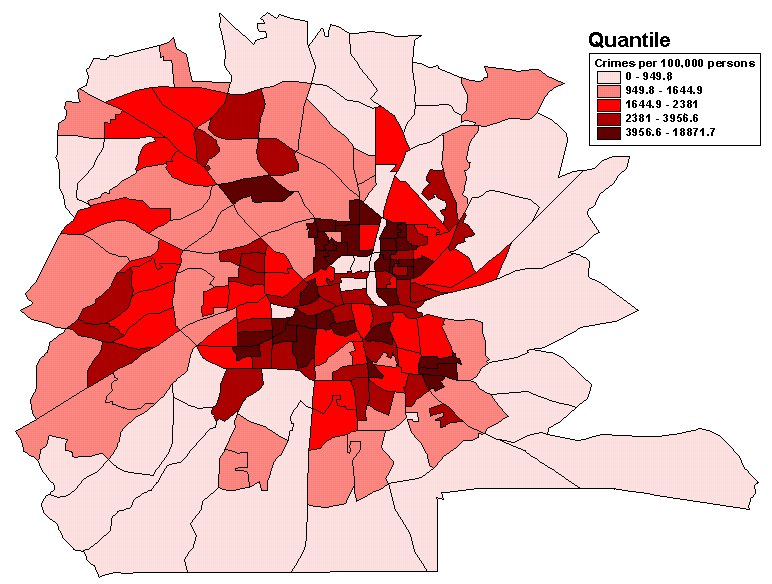 Quantile
Crimes per 100,000 persons
0 - 949.8
949.8 - 1644.9
1644.9 - 2381
2381 - 3956.6
3956.6 - 18871.7